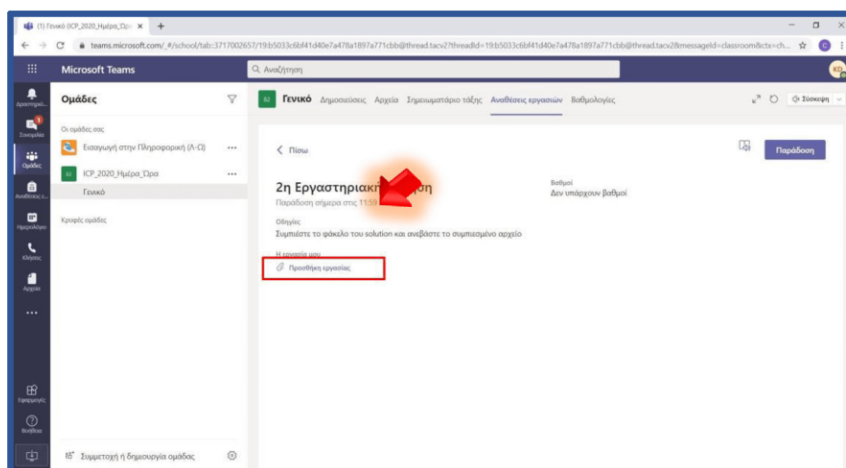 (1) Γενικό (ICP_2020_Ημέρα_Ώρ
teams.microsoft.com/_#/school/tab::3717002657/19:b5033c6bf41d40e7a478a1897a771cbb@thread.tacv2?threadId=19:b5033c6bf41d40e7a478a1897a771cbb@thread.tacv2&messageId=classroom&ctx=ch...
Microsoft Teams
Αναζήτηση
Δραστηριό...
Συνομιλία
Ομάδες
Αναθέσεις ε...
Ημερολόγιο
Κλήσεις
Αρχεία
Εφαρμογές
Βοήθεια
Ομάδες
Οι ομάδες σας
Εισαγωγή στην Πληροφορική (Λ-Ω)
ICP_2020_Ημέρα_Ώρα
Γενικό
Κρυφές ομάδες
Συμμετοχή ή δημιουργία ομάδας
Γενικό Δημοσιεύσεις Αρχεία Σημειωματάριο τάξης Αναθέσεις εργασιών Βαθμολογίες
Σύσκεψη
Πίσω
Παράδοση
2η Εργαστηριακή
Παράδοση σήμερα στις 11:59
Βαθμοί
Δεν υπάρχουν βαθμοί
Οδηγίες
Συμπιέστε το φάκελο του solution και ανεβάστε το συμπιεσμένο αρχείο
Η εργασία μου
Προσθήκη εργασίας